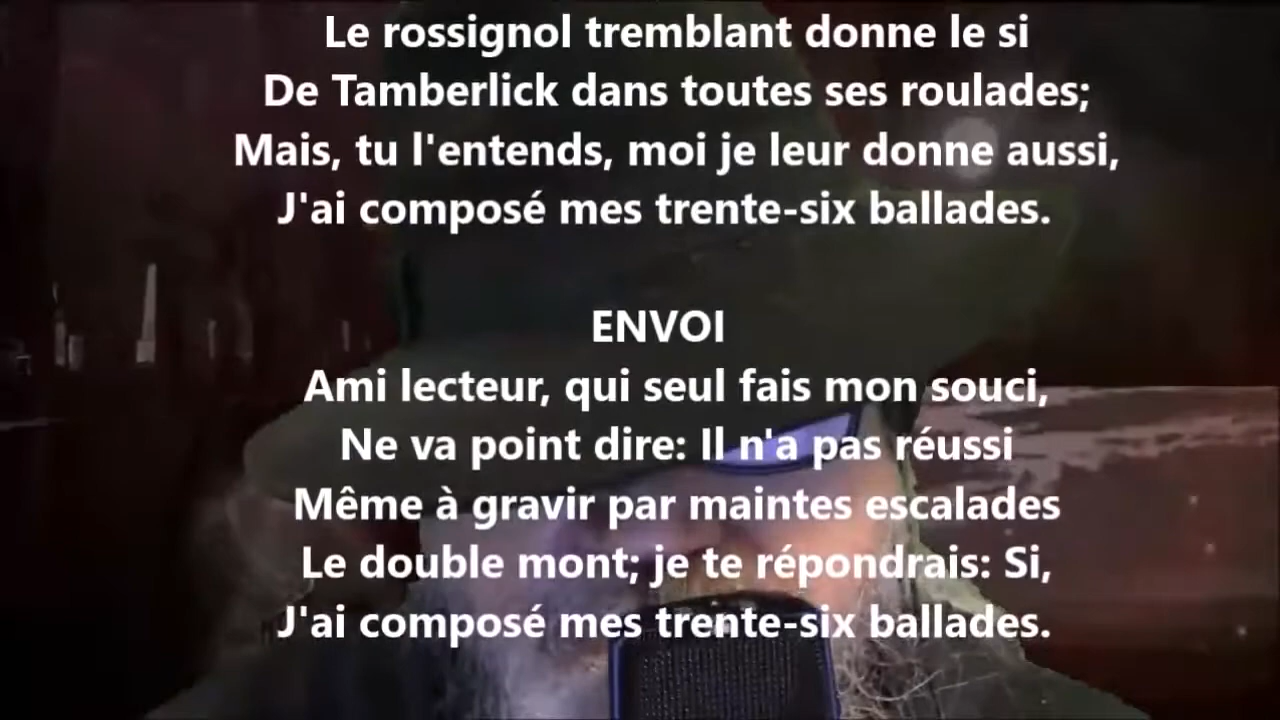 Le rossignol tremblant donne le si
De Tamberlick dans toutes ses roulades;
Mais, tu l'entends, moi je leur donne aussi,
J'ai composé mes trente-six ballades.
ENVOI
Ami lecteur, qui seul fais mon souci,
Ne va point dire: Il n'a pas réussi
Même à gravir par maintes escalades
Le double mont; je te répondrais: Si,
J'ai composé mes trente-six ballades.